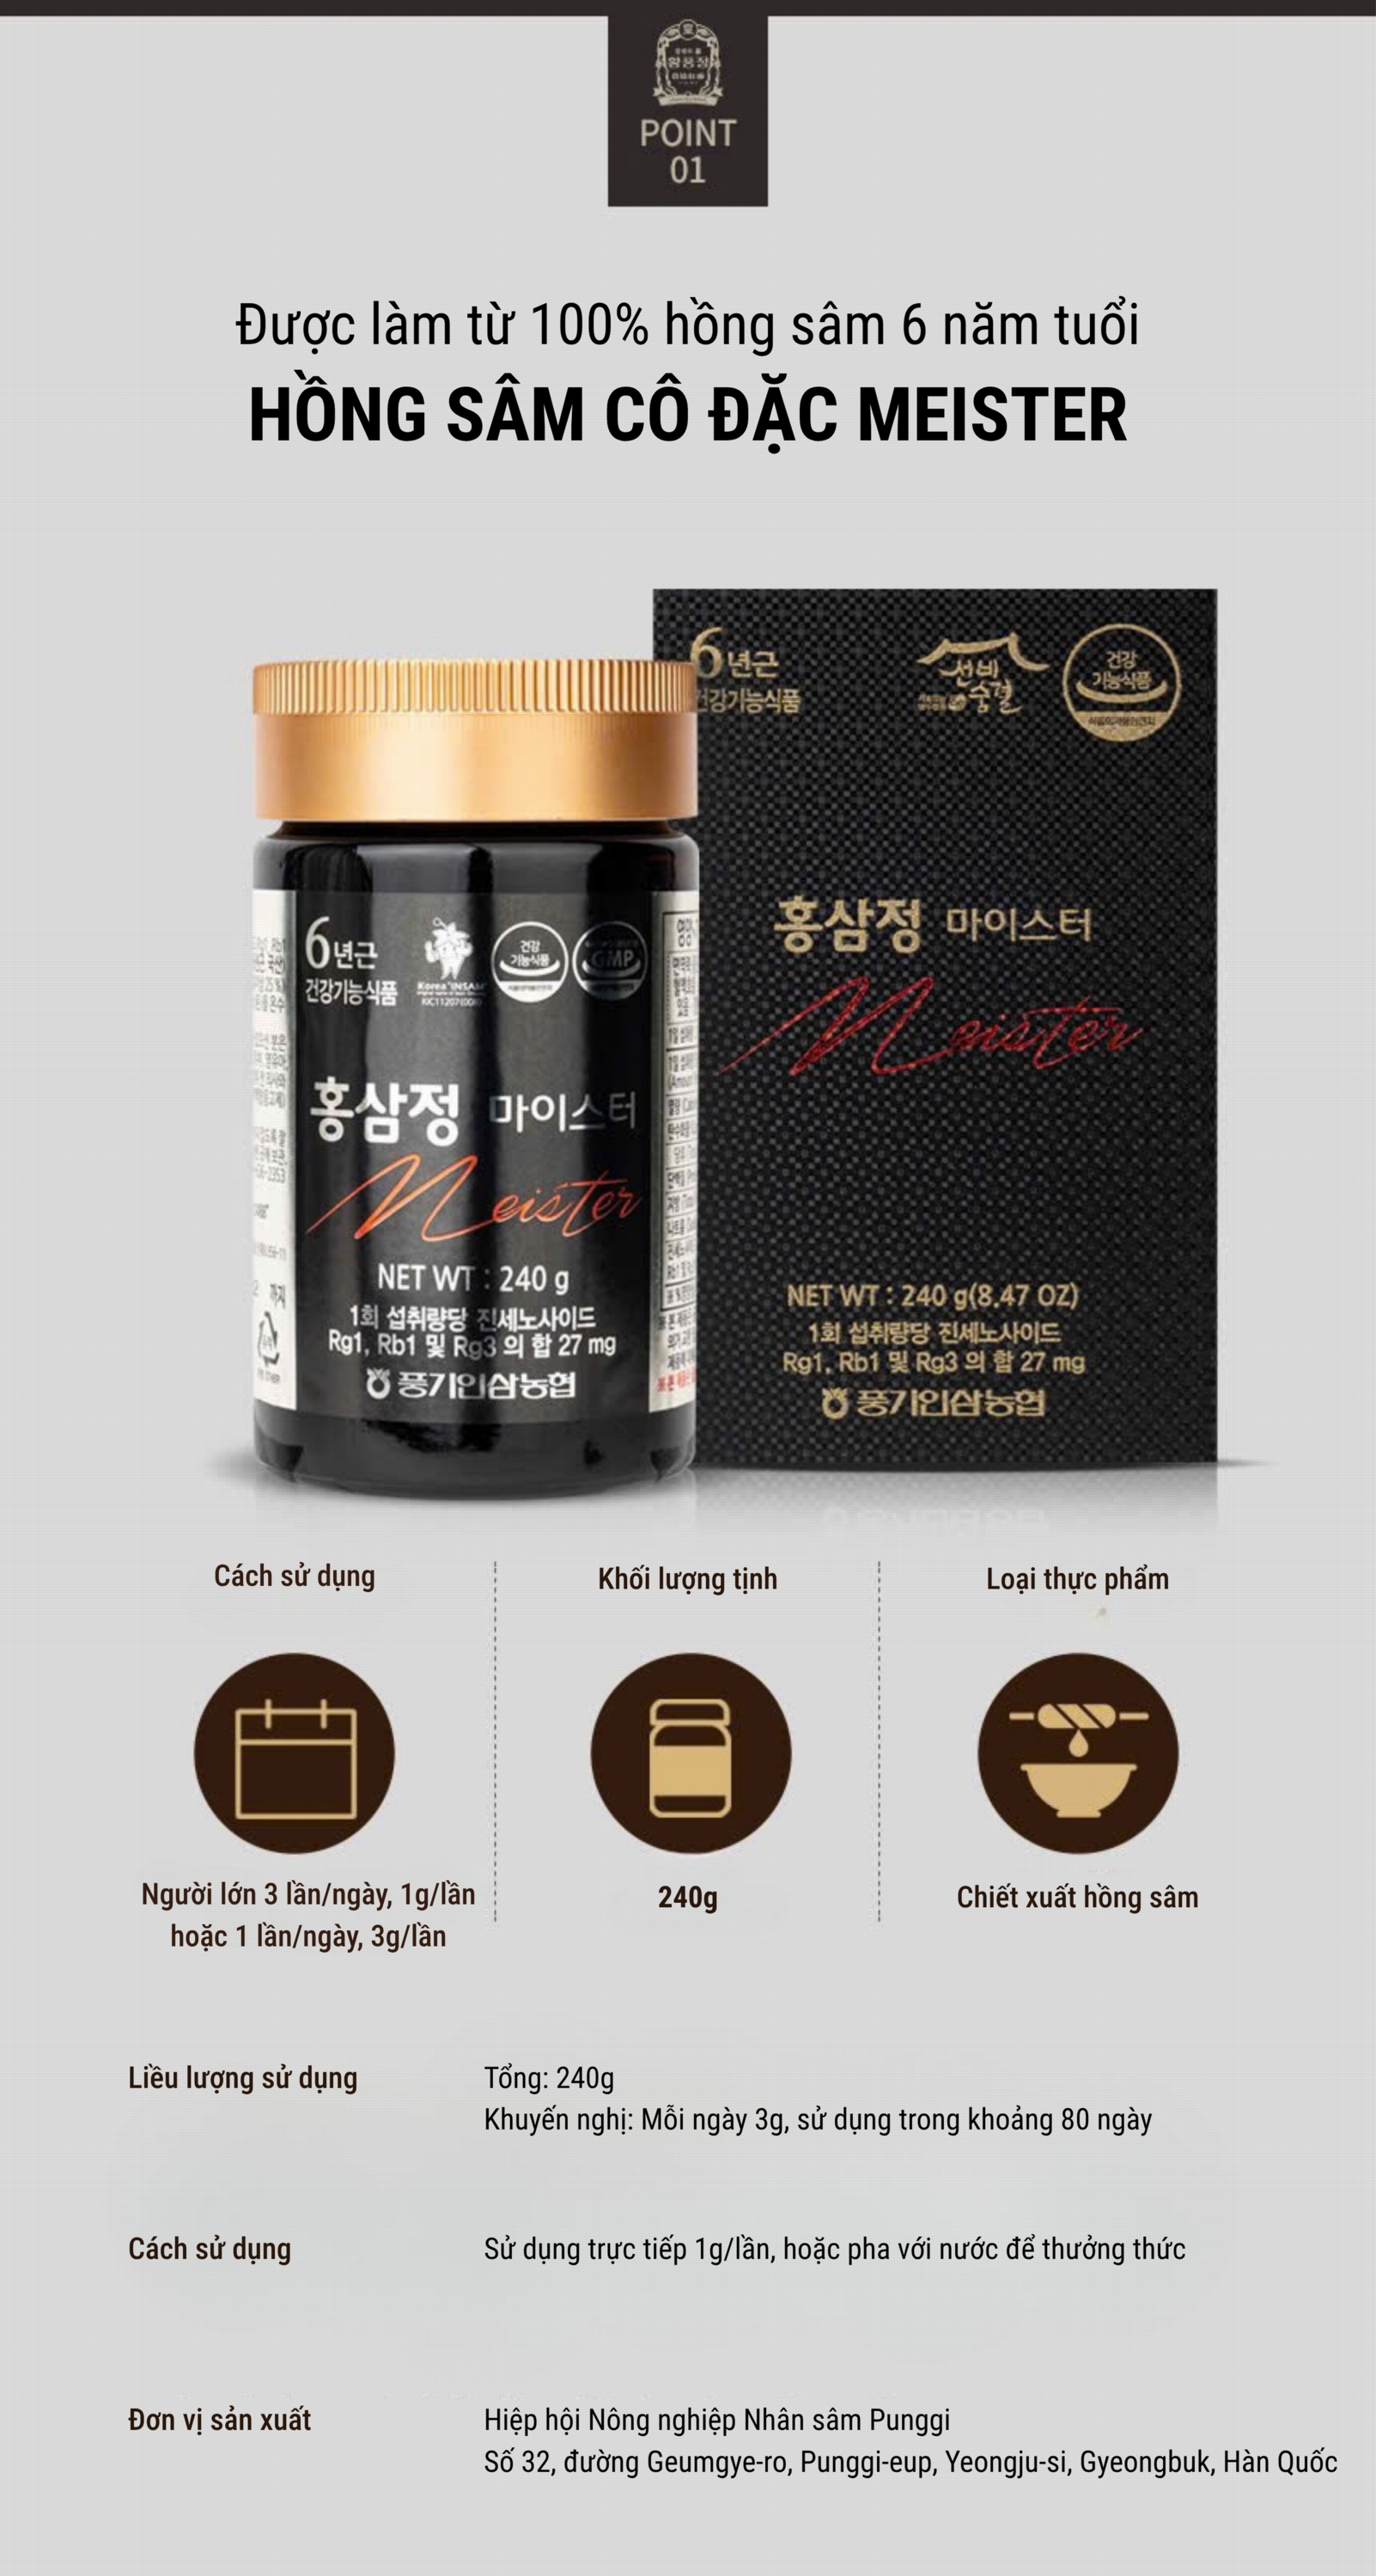 황풍정
POINT
01
Được làm từ 100% hồng sâm 6 năm tuổi
HỒNG SÂM CÔ ĐẶC MEISTER
6년근
건강기능식품
선비
숨결
건강
기능식품
홍삼정 마이스터
Meister
NET WT : 240 g(8.47 OZ)
1회 섭취량당 진세노사이드
Rg1, Rb1 및 Rg3 의 합 27 mg
풍기인삼농협
6년근
건강기능식품
Korea "INSAM"
건강
기능식품
GMP
홍삼정 마이스터
Meister
NET WT : 240 g
1회 섭취량당 진세노사이드
Rg1, Rb1 및 Rg3 의 합 27 mg
풍기인삼농협
Cách sử dụng
Khối lượng tịnh
Loại thực phẩm
Người lớn 3 lần/ngày, 1g/lần
hoặc 1 lần/ngày, 3g/lần
240g
Chiết xuất hồng sâm
Liều lượng sử dụng
Tổng: 240g
Khuyến nghị: Mỗi ngày 3g, sử dụng trong khoảng 80 ngày
Cách sử dụng
Sử dụng trực tiếp 1g/lần, hoặc pha với nước để thưởng thức
Đơn vị sản xuất
Hiệp hội Nông nghiệp Nhân sâm Punggi
Số 32, đường Geumgye-ro, Punggi-eup, Yeongju-si, Gyeongbuk, Hàn Quốc